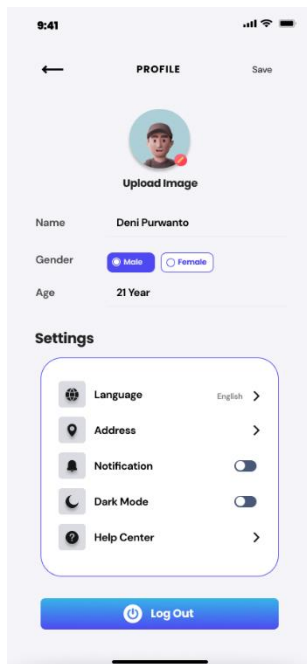 9:41
PROFILE Save
Upload Image
Name Deni Purwanto
Gender Male Female
Age 21 Year
Settings
Language English
Address
Notification
Dark Mode
Help Center
Log Out